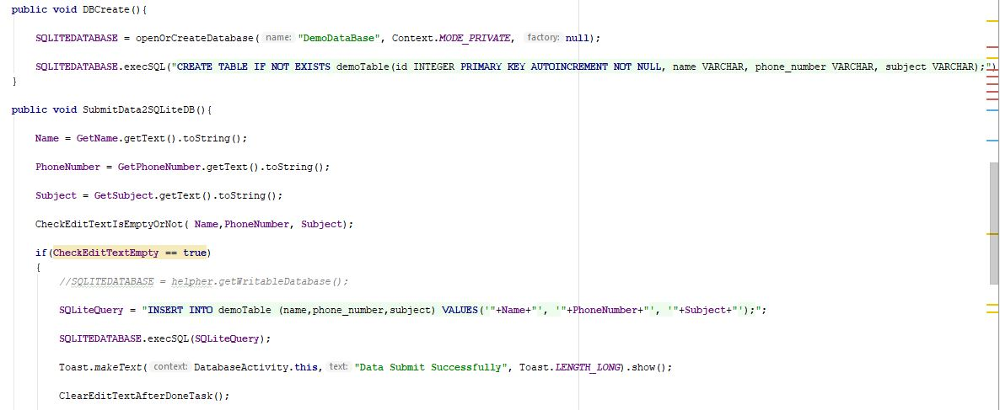 public void DBCreate(){
SQLITEDATABASE = openOrCreateDatabase( name: "DemoDataBase", Context.MODE_PRIVATE, factory: null);
SQLITEDATABASE.execSQL("CREATE TABLE IF NOT EXISTS demoTable(id INTEGER PRIMARY KEY AUTOINCREMENT NOT NULL, name VARCHAR, phone_number VARCHAR, subject VARCHAR);")
}
public void SubmitData2SQLiteDB(){
Name = GetName.getText().toString();
PhoneNumber = GetPhoneNumber.getText().toString();
Subject = GetSubject.getText().toString();
CheckEditTextIsEmptyOrNot( Name,PhoneNumber, Subject);
if(CheckEditTextEmpty == true)
{
//SQLITEDATABASE = helpher.getWritableDatabase();
SQLiteQuery = "INSERT INTO demoTable (name,phone_number,subject) VALUES('"+Name+"', '"+PhoneNumber+"', '"+Subject+"');";
SQLITEDATABASE.execSQL(SQLiteQuery);
Toast.makeText( context: DatabaseActivity.this, text: "Data Submit Successfully", Toast.LENGTH_LONG).show();
ClearEditTextAfterDoneTask();